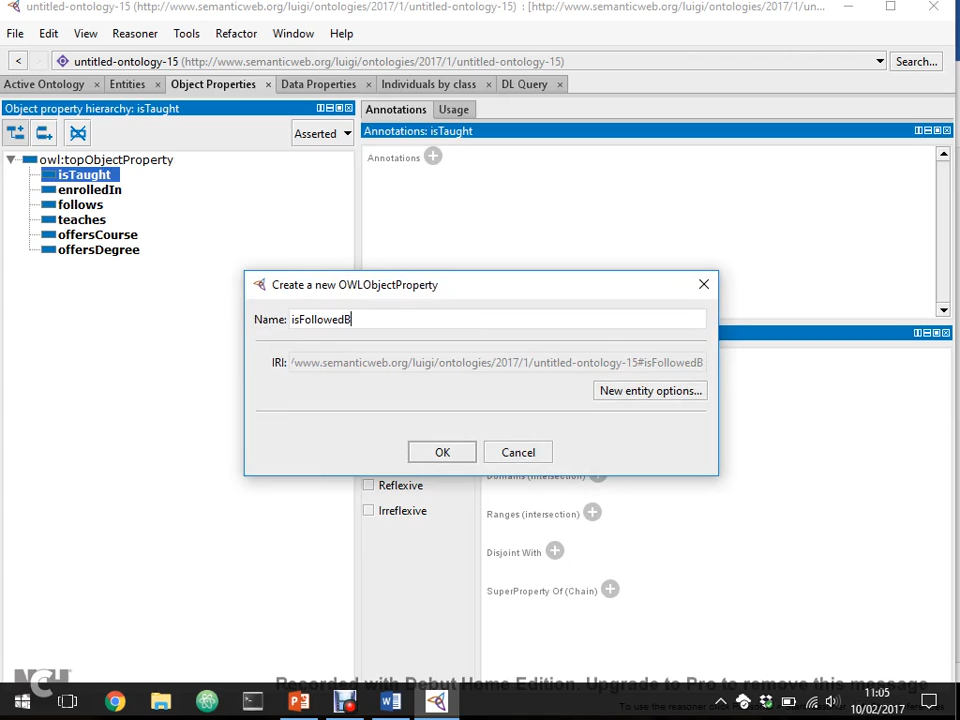 untitled-ontology-15 (http://www.semanticweb.org/luigi/ontologies/2017/1/untitled-ontology-15) : [http://www.semanticweb.org/luigi/ontologies/2017/1/un...
File Edit View Reasoner Tools Refactor Window Help
< > untitled-ontology-15 (http://www.semanticweb.org/luigi/ontologies/2017/1/untitled-ontology-15) Search...
Active Ontology × Entities × Object Properties × Data Properties × Individuals by class × DL Query ×
Object property hierarchy: isTaught
Asserted
owl:topObjectProperty
isTaught
enrolledIn
follows
teaches
offersCourse
offersDegree
Annotations Usage
Annotations: isTaught
Annotations
Create a new OWLObjectProperty
Name: isFollowedB
IRI: /www.semanticweb.org/luigi/ontologies/2017/1/untitled-ontology-15#isFollowedB
New entity options...
OK Cancel
Domains (intersection)
Reflexive
Irreflexive
Ranges (intersection)
Disjoint With
SuperProperty Of (Chain)
NCH
Recorded with Debut Home Edition. Upgrade to Pro to remove this message
To use the reasoner click
11:05
10/02/2017